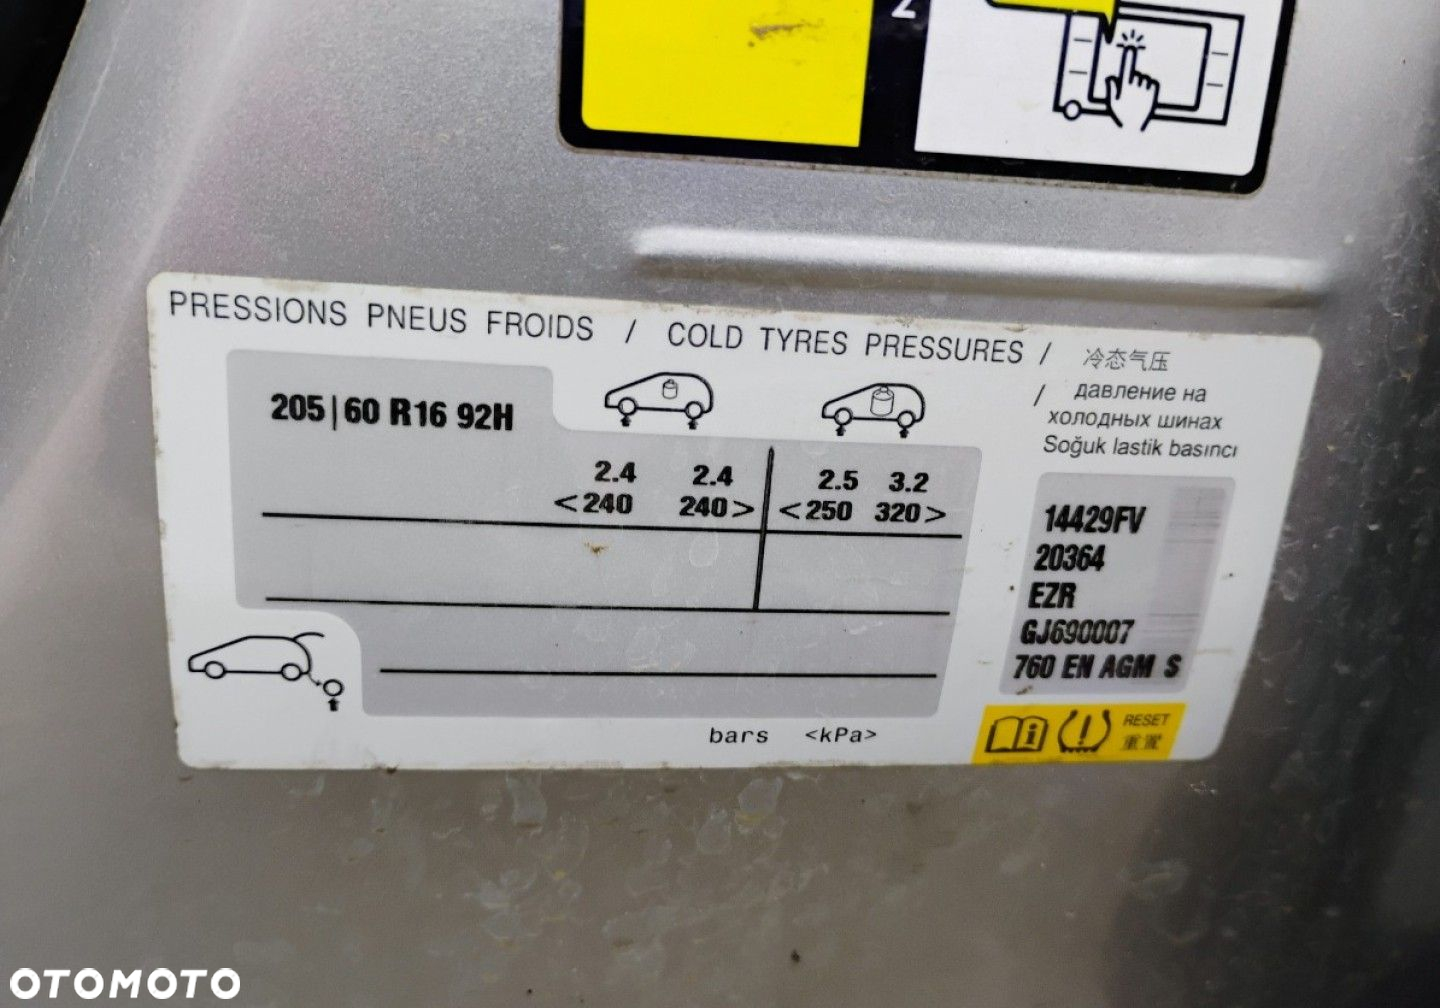 2
PRESSIONS PNEUS FROIDS / COLD TYRES PRESSURES / 冷态气压
/ давление на
холодных шинах
Soğuk lastik basıncı
205|60 R16 92H
2.4 2.4 2.5 3.2
<240 240> <250 320>
14429FV
20364
EZR
GJ690007
760 EN AGM S
bars <kPa>
RESET
重置
OTOMOTO